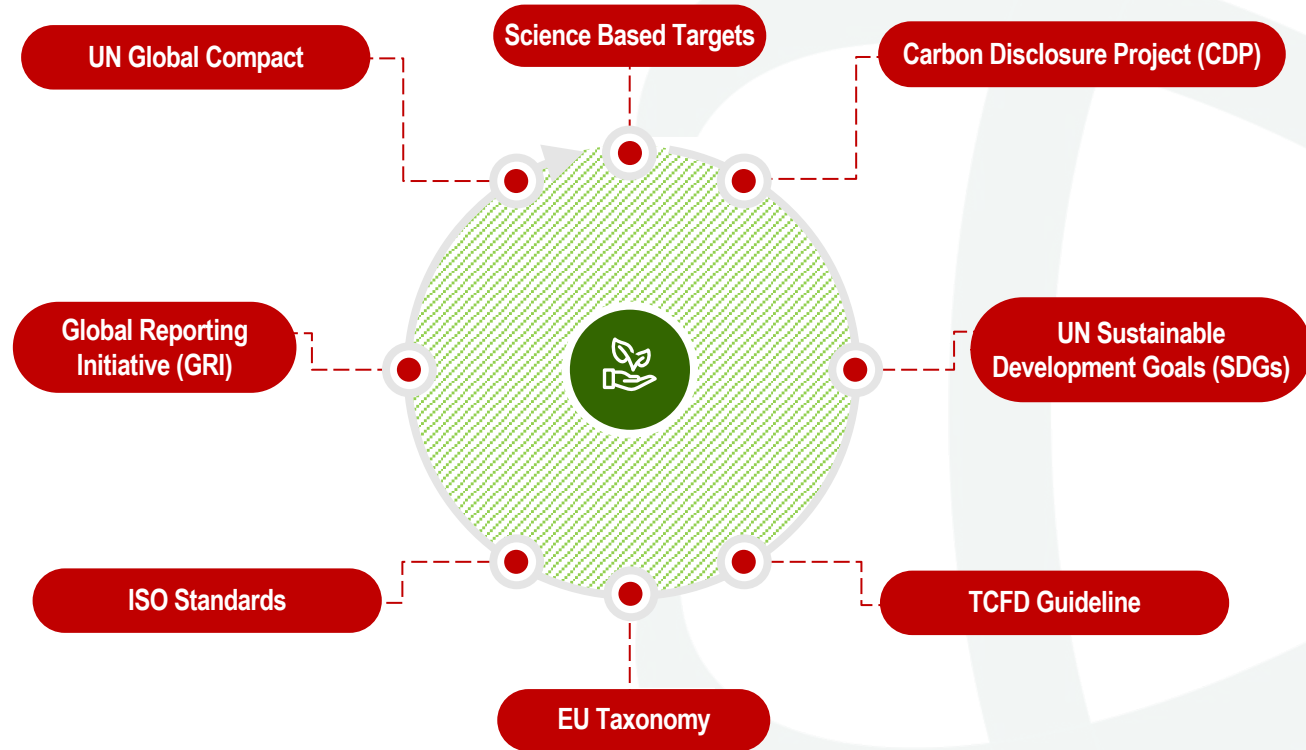 Science Based Targets
UN Global Compact
Carbon Disclosure Project (CDP)
Global Reporting
Initiative (GRI)
UN Sustainable
Development Goals (SDGs)
ISO Standards
TCFD Guideline
EU Taxonomy